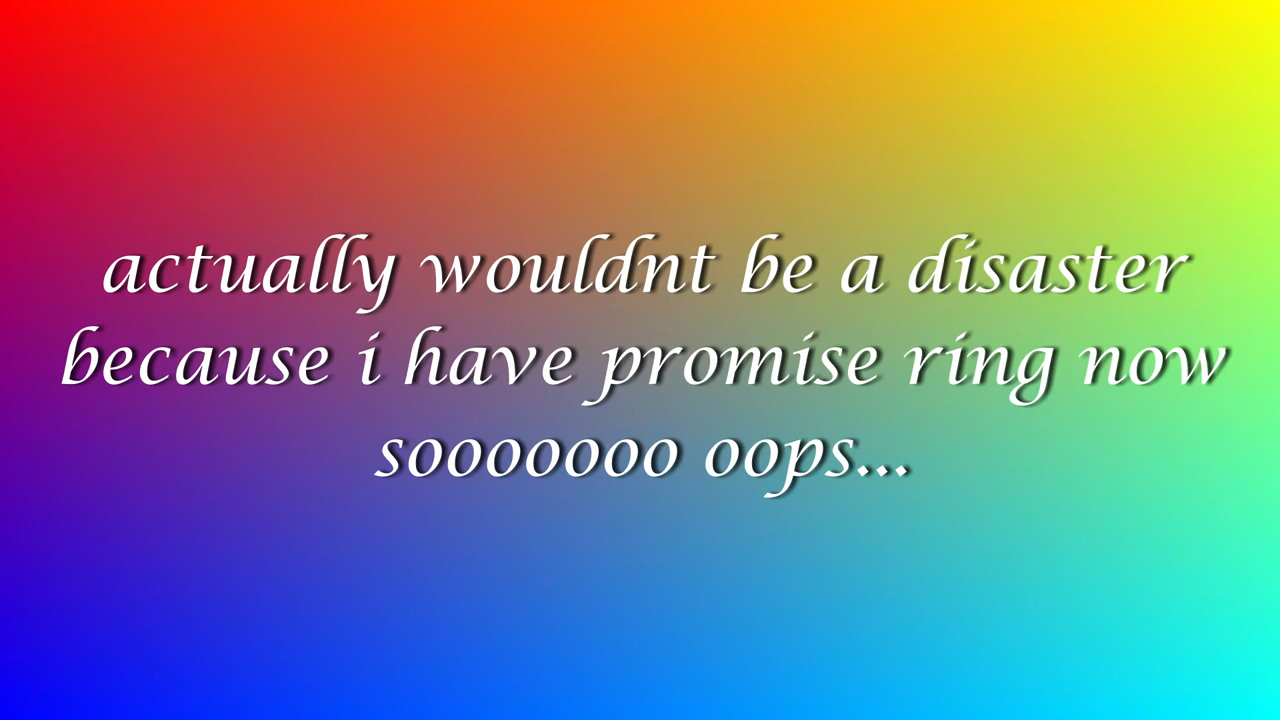 actually wouldnt be a disaster
because i have promise ring now
sooooooo oops...